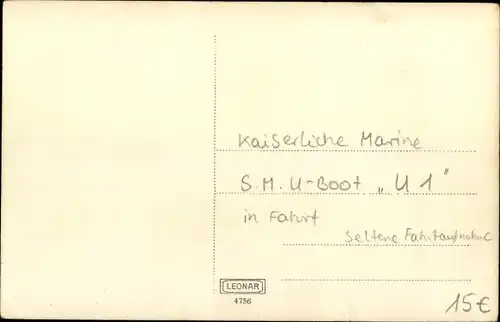 Kaiserliche Marine
S.M. U-Boot „U 1"
in Fahrt
Seltene Fahrtaufnahme
LEONAR
4756
15€